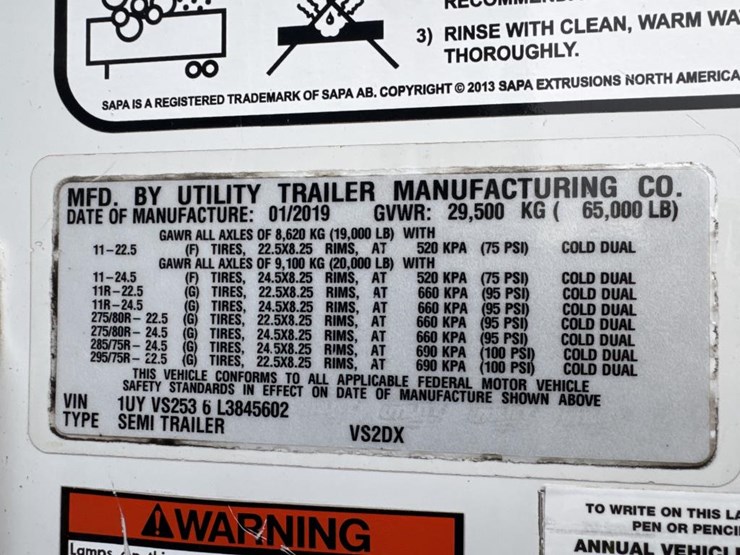 3) RINSE WITH CLEAN, WARM
THOROUGHLY.
SAPA IS A REGISTERED TRADEMARK OF SAPA AB. COPYRIGHT © 2013 SAPA EXTRUSIONS NORTH AMERICA
MFD. BY UTILITY TRAILER MANUFACTURING CO.
DATE OF MANUFACTURE: 01/2019 GVWR: 29,500 KG ( 65,000 LB)
GAWR ALL AXLES OF 8,620 KG (19,000 LB) WITH
11-22.5 (F) TIRES, 22.5X8.25 RIMS, AT 520 KPA (75 PSI) COLD DUAL
GAWR ALL AXLES OF 9,100 KG (20,000 LB) WITH
11-24.5 (F) TIRES, 24.5X8.25 RIMS, AT 520 KPA (75 PSI) COLD DUAL
11R-22.5 (G) TIRES, 22.5X8.25 RIMS, AT 660 KPA (95 PSI) COLD DUAL
11R-24.5 (G) TIRES, 24.5X8.25 RIMS, AT 660 KPA (95 PSI) COLD DUAL
275/80R-22.5 (G) TIRES, 22.5X8.25 RIMS, AT 660 KPA (95 PSI) COLD DUAL
275/80R-24.5 (G) TIRES, 24.5X8.25 RIMS, AT 660 KPA (95 PSI) COLD DUAL
285/75R-24.5 (G) TIRES, 24.5X8.25 RIMS, AT 690 KPA (100 PSI) COLD DUAL
295/75R-22.5 (G) TIRES, 22.5X8.25 RIMS, AT 690 KPA (100 PSI) COLD DUAL
THIS VEHICLE CONFORMS TO ALL APPLICABLE FEDERAL MOTOR VEHICLE
SAFETY STANDARDS IN EFFECT ON DATE OF MANUFACTURE SHOWN ABOVE
VIN 1UY VS253 6 L3845602
TYPE SEMI TRAILER VS2DX
WARNING
Lamps
TO WRITE ON THIS
PEN OR
ANNUAL